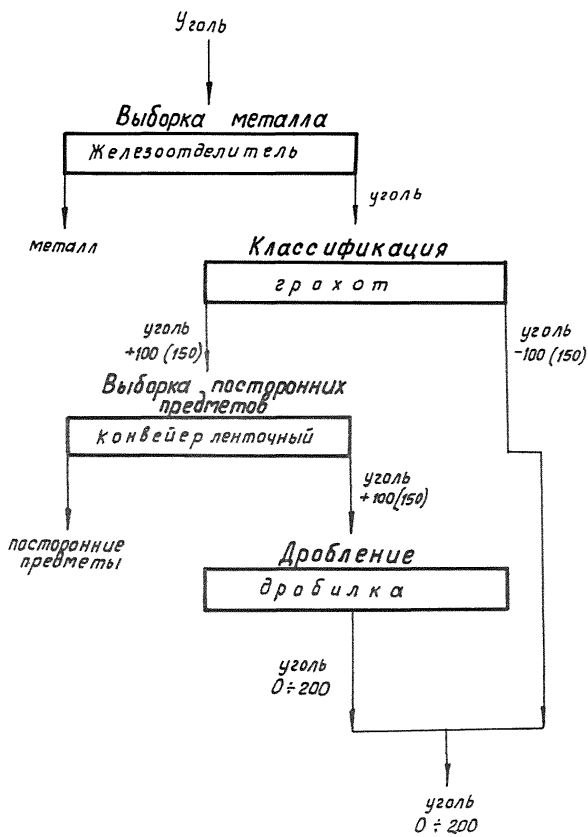 Уголь
Выборка металла
Железоотделитель
уголь
металл
Классификация
грохот
уголь
+100 (150)
уголь
-100 (150)
Выборка посторонних
предметов
конвейер ленточный
уголь
+100(150)
посторонние
предметы
Дробление
дробилка
уголь
0÷200
уголь
0÷200